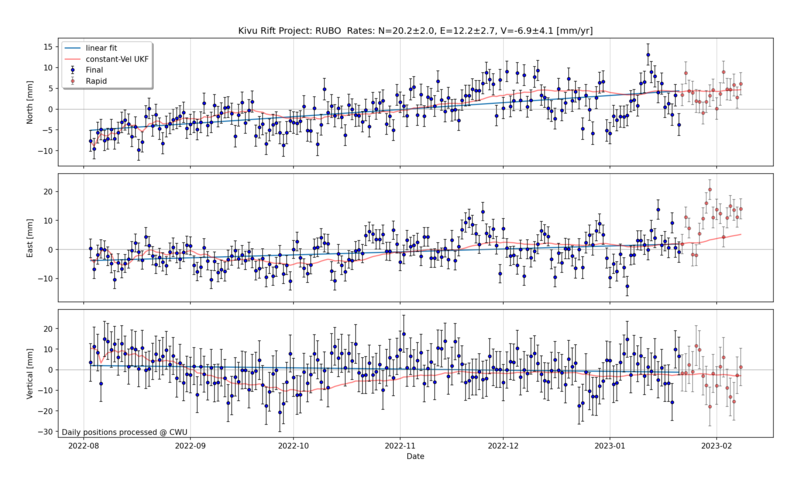 Kivu Rift Project: RUBO Rates: N=20.2±2.0, E=12.2±2.7, V=-6.9±4.1 [mm/yr]
linear fit
constant-Vel UKF
Final
Rapid
North [mm]
15
10
5
0
−5
−10
East [mm]
20
10
0
−10
Vertical [mm]
20
10
0
−10
−20
−30
Daily positions processed @ CWU
2022-08
2022-09
2022-10
2022-11
2022-12
2023-01
2023-02
Date